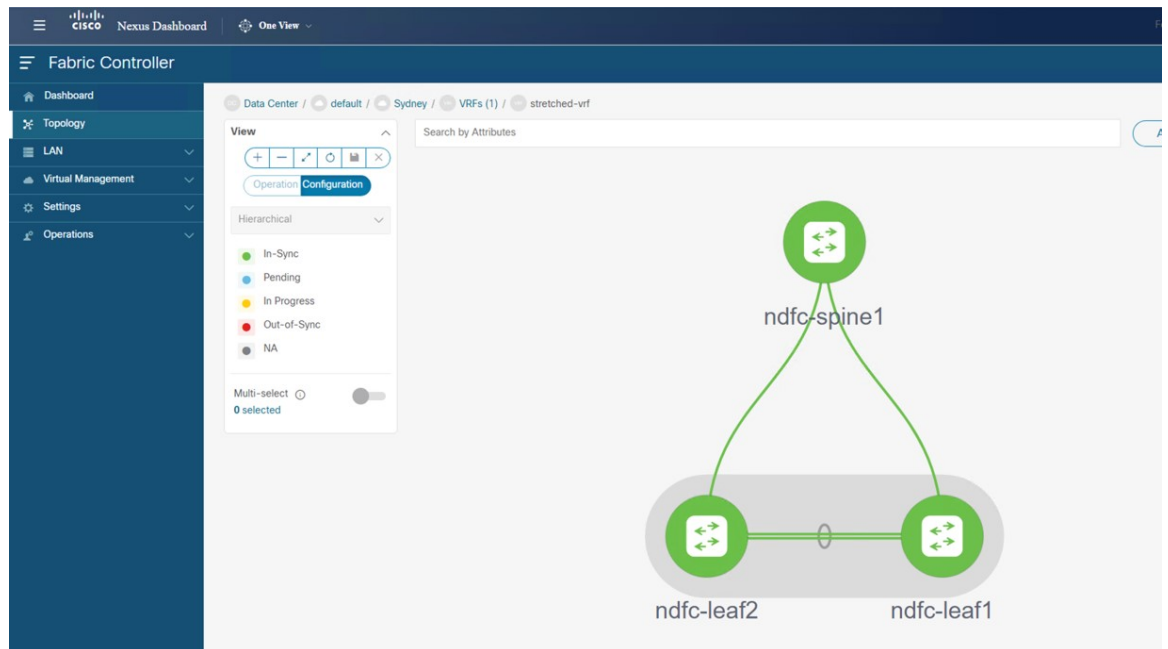 cisco Nexus Dashboard One View
Fabric Controller
Dashboard
Topology
LAN
Virtual Management
Settings
Operations
Data Center / default / Sydney / VRFs (1) / stretched-vrf
View
Operation Configuration
Hierarchical
In-Sync
Pending
In Progress
Out-of-Sync
NA
Multi-select
0 selected
Search by Attributes
ndfc-spine1
ndfc-leaf2
ndfc-leaf1